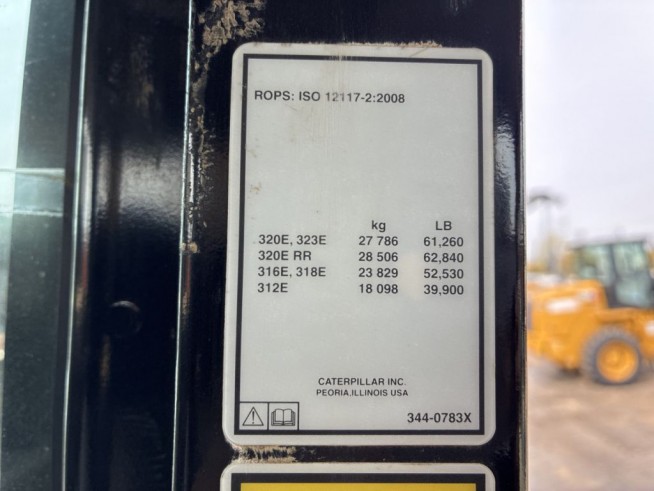 ROPS: ISO 12117-2:2008
kg LB
320E, 323E 27 786 61,260
320E RR 28 506 62,840
316E, 318E 23 829 52,530
312E 18 098 39,900
CATERPILLAR INC.
PEORIA, ILLINOIS USA
344-0783X